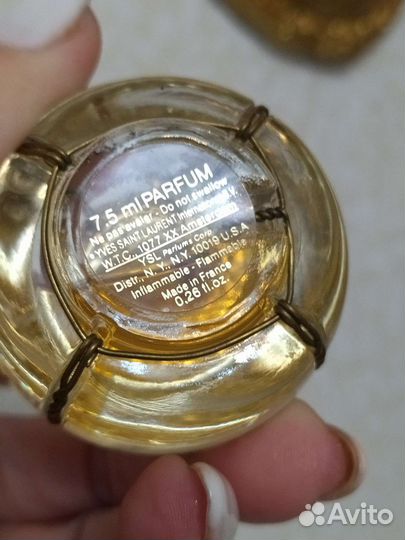 7.5 ml PARFUM
Ne pas avaler - Do not swallow
YVES SAINT LAURENT International B.V.
W.T.C., 1077 XX Amsterdam
YSL Parfums Corp.
Distr., N.Y., N.Y. 10019 U.S.A
Inflammable - Flammable
Made in France
0.26 fl.oz.
Avito